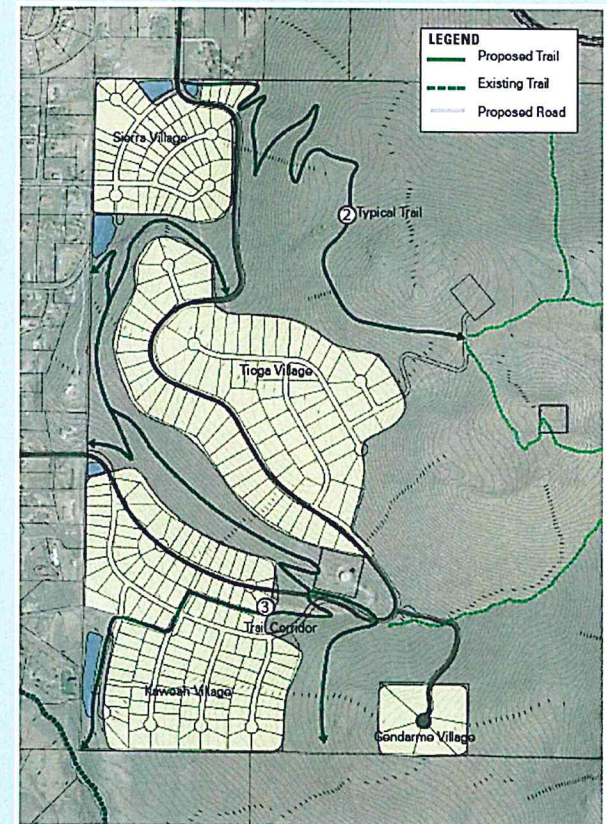 LEGEND
Proposed Trail
Existing Trail
Proposed Road
Sierra Village
2 Typical Trail
Tioga Village
3
Trail Corridor
Kaweah Village
Gendarme Village